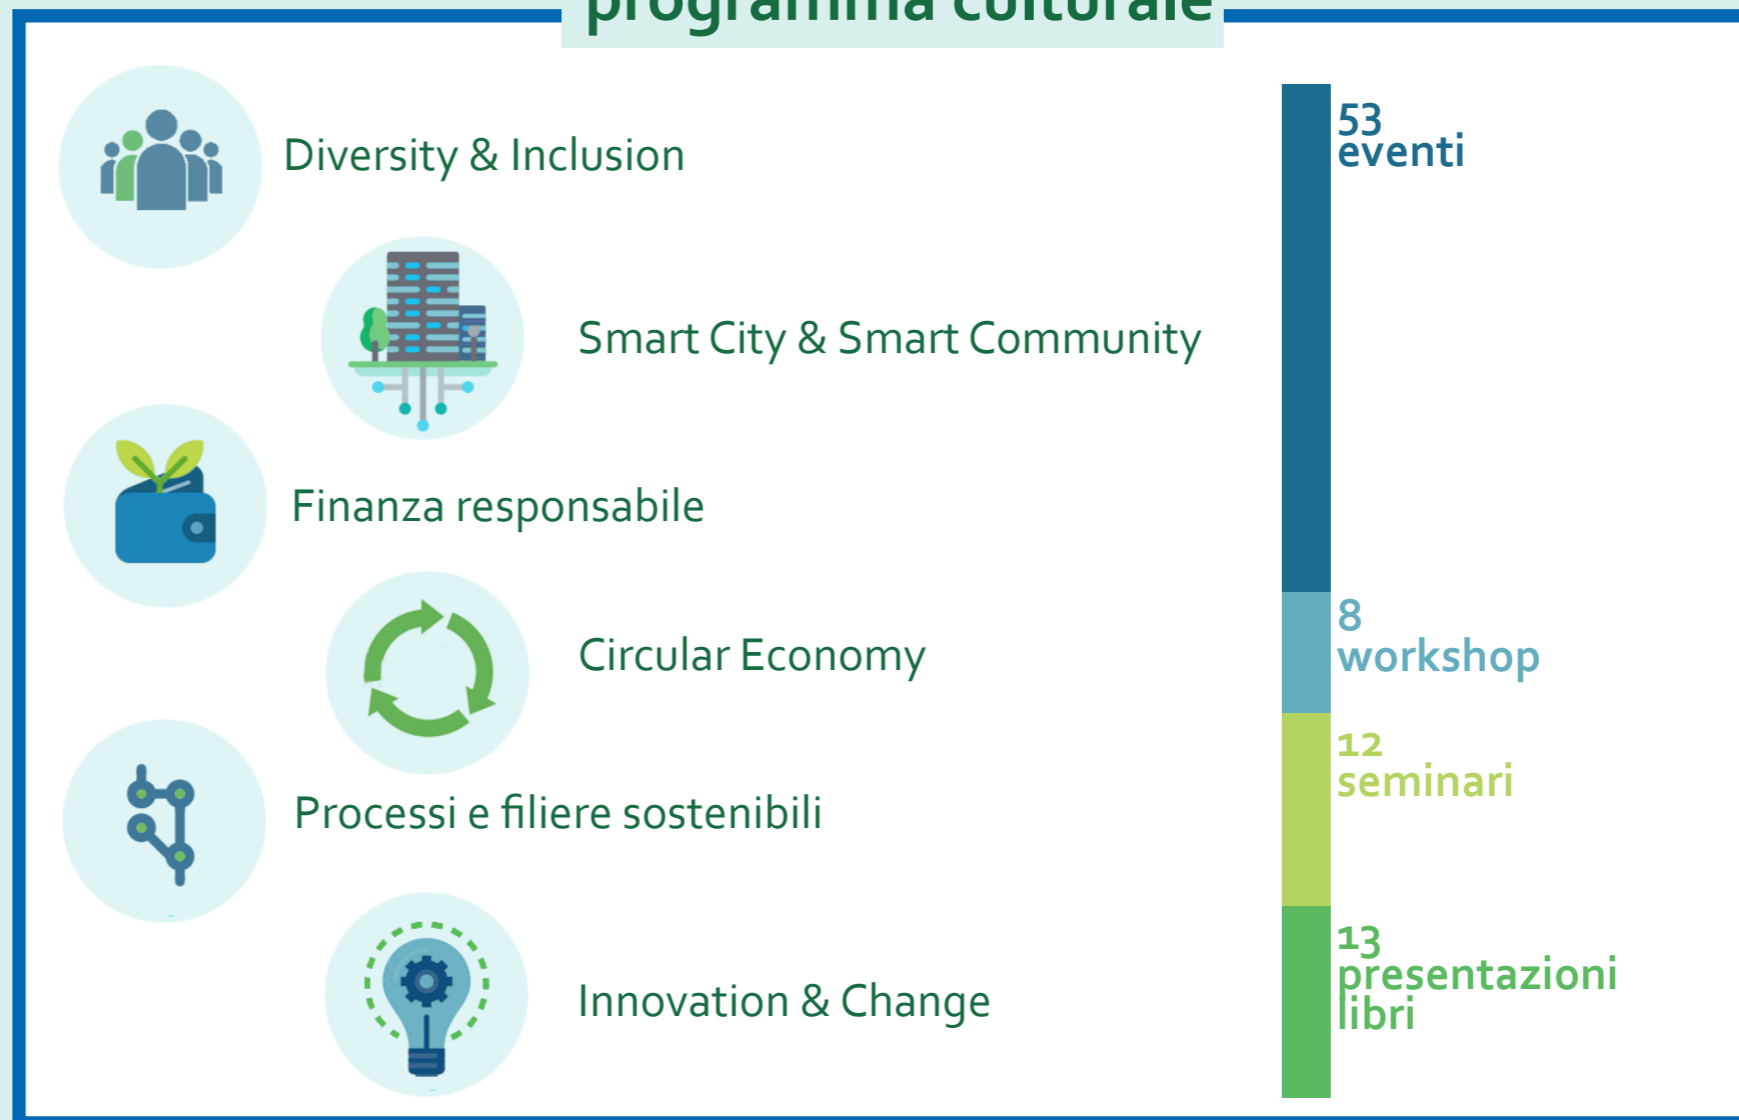 programma culturale
Diversity & Inclusion
Smart City & Smart Community
Finanza responsabile
Circular Economy
Processi e filiere sostenibili
Innovation & Change
53
eventi
8
workshop
12
seminari
13
presentazioni
libri